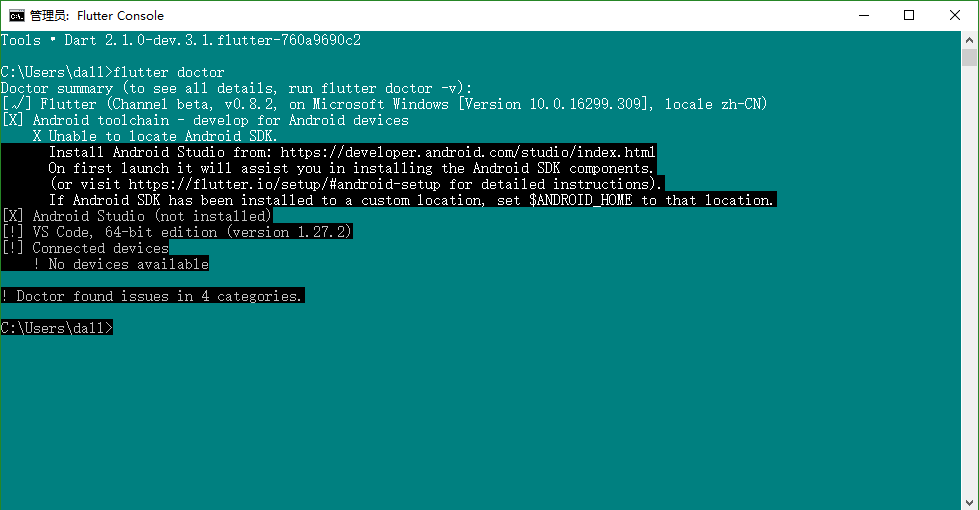 管理员: Flutter Console
Tools • Dart 2.1.0-dev.3.1.flutter-760a9690c2
C:\Users\dall>flutter doctor
Doctor summary (to see all details, run flutter doctor -v):
[√] Flutter (Channel beta, v0.8.2, on Microsoft Windows [Version 10.0.16299.309], locale zh-CN)
[X] Android toolchain - develop for Android devices
X Unable to locate Android SDK.
Install Android Studio from: https://developer.android.com/studio/index.html
On first launch it will assist you in installing the Android SDK components.
(or visit https://flutter.io/setup/#android-setup for detailed instructions).
If Android SDK has been installed to a custom location, set $ANDROID_HOME to that location.
[X] Android Studio (not installed)
[!] VS Code, 64-bit edition (version 1.27.2)
[!] Connected devices
! No devices available
! Doctor found issues in 4 categories.
C:\Users\dall>